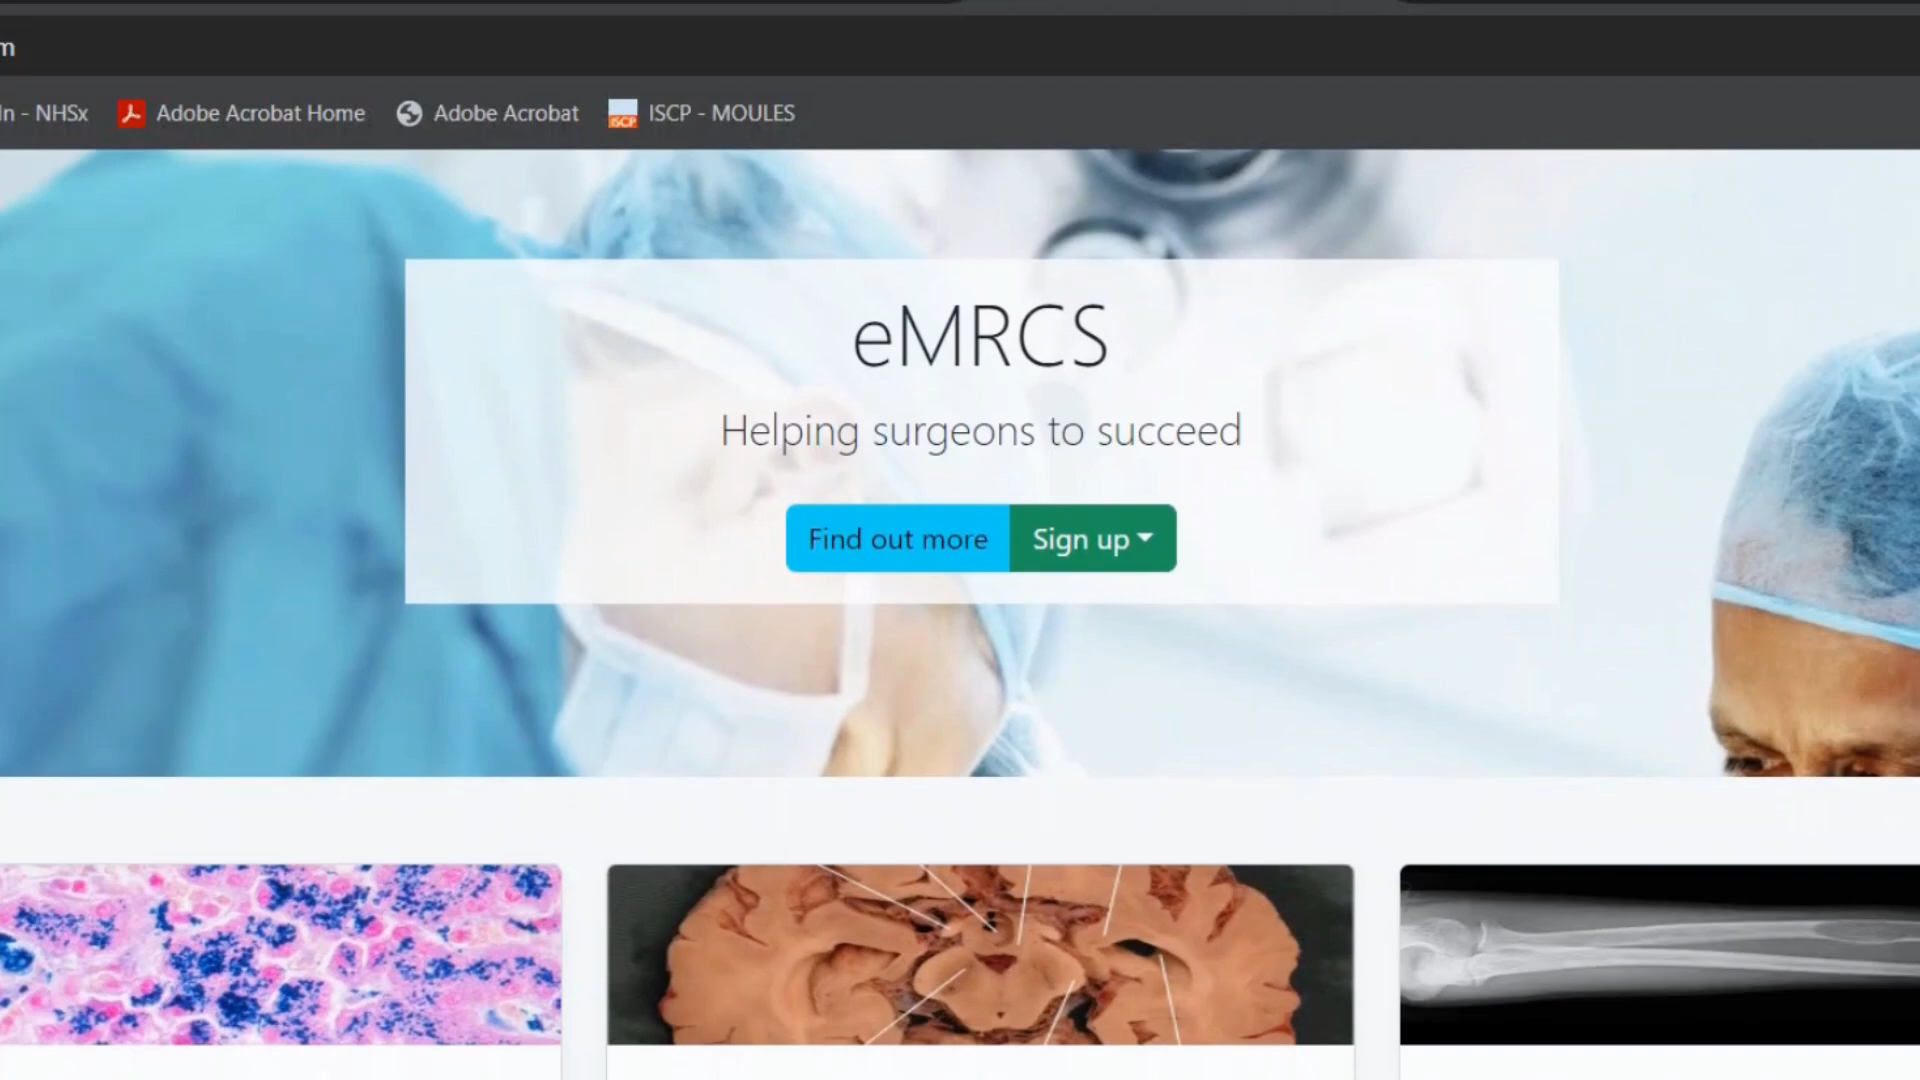 m
In - NHSx Adobe Acrobat Home Adobe Acrobat ISCP ISCP - MOULES
eMRCS
Helping surgeons to succeed
Find out more Sign up